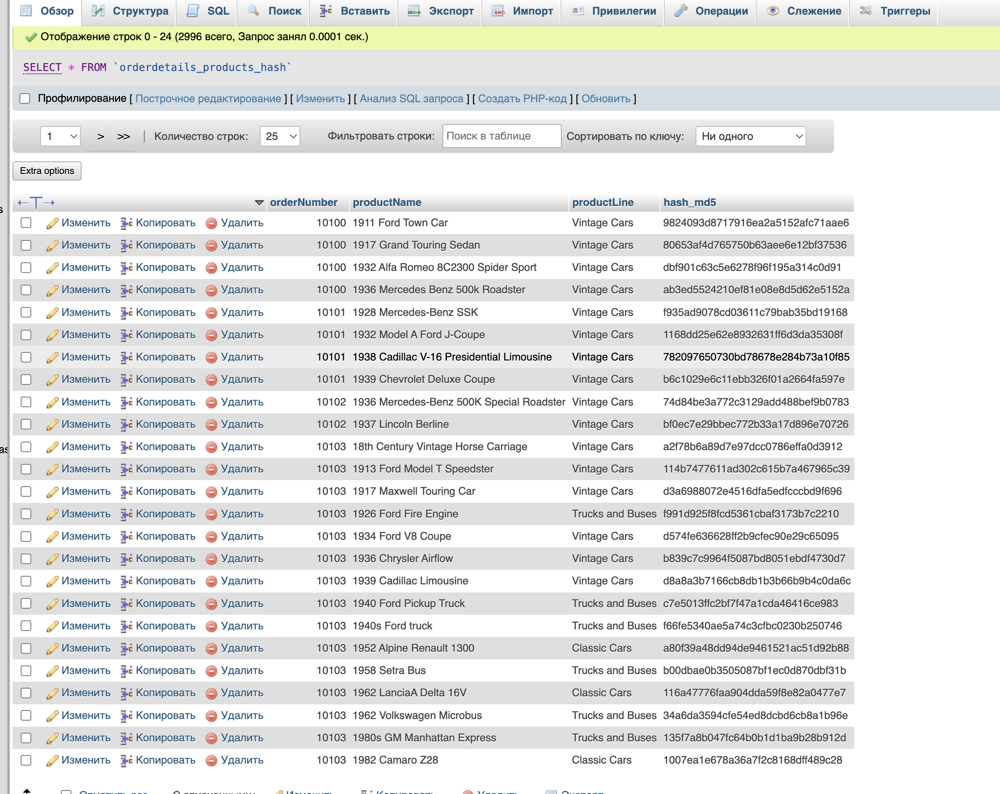 Обзор Структура SQL Поиск Вставить Экспорт Импорт Привилегии Операции Слежение Триггеры
Отображение строк 0 - 24 (2996 всего, Запрос занял 0.0001 сек.)
SELECT * FROM `orderdetails_products_hash`
Профилирование [ Построчное редактирование ] [ Изменить ] [ Анализ SQL запроса ] [ Создать PHP-код ] [ Обновить ]
1 > >> | Количество строк: 25 Фильтровать строки: Поиск в таблице Сортировать по ключу: Ни одного
Extra options
orderNumber productName productLine hash_md5
Изменить Копировать Удалить 10100 1911 Ford Town Car Vintage Cars 9824093d8717916ea2a5152afc71aae6
Изменить Копировать Удалить 10100 1917 Grand Touring Sedan Vintage Cars 80653af4d765750b63aee6e12bf37536
Изменить Копировать Удалить 10100 1932 Alfa Romeo 8C2300 Spider Sport Vintage Cars dbf901c63c5e6278f96f195a314c0d91
Изменить Копировать Удалить 10100 1936 Mercedes Benz 500k Roadster Vintage Cars ab3ed5524210ef81e08e8d5d62e5152a
Изменить Копировать Удалить 10101 1928 Mercedes-Benz SSK Vintage Cars f935ad9078cd03611c79bab35bd19168
Изменить Копировать Удалить 10101 1932 Model A Ford J-Coupe Vintage Cars 1168dd25e62e8932631ff6d3da35308f
Изменить Копировать Удалить 10101 1938 Cadillac V-16 Presidential Limousine Vintage Cars 782097650730bd78678e284b73a10f85
Изменить Копировать Удалить 10101 1939 Chevrolet Deluxe Coupe Vintage Cars b6c1029e6c11ebb326f01a2664fa597e
Изменить Копировать Удалить 10102 1936 Mercedes-Benz 500K Special Roadster Vintage Cars 74d84be3a772c3129add488bef9b0783
Изменить Копировать Удалить 10102 1937 Lincoln Berline Vintage Cars bf0ec7e29bbec772b33a17d896e70726
Изменить Копировать Удалить 10103 18th Century Vintage Horse Carriage Vintage Cars a2f78b6a89d7e97dcc0786effa0d3912
Изменить Копировать Удалить 10103 1913 Ford Model T Speedster Vintage Cars 114b7477611ad302c615b7a467965c39
Изменить Копировать Удалить 10103 1917 Maxwell Touring Car Vintage Cars d3a6988072e4516dfa5edfcccbd9f696
Изменить Копировать Удалить 10103 1926 Ford Fire Engine Trucks and Buses f991d925f8fcd5361cbaf3173b7c2210
Изменить Копировать Удалить 10103 1934 Ford V8 Coupe Vintage Cars d574fe636628ff2b9cfec90e29c65095
Изменить Копировать Удалить 10103 1936 Chrysler Airflow Vintage Cars b839c7c9964f5087bd8051ebdf4730d7
Изменить Копировать Удалить 10103 1939 Cadillac Limousine Vintage Cars d8a8a3b7166cb8db1b3b66b9b4c0da6c
Изменить Копировать Удалить 10103 1940 Ford Pickup Truck Trucks and Buses c7e5013ffc2bf7f47a1cda46416ce983
Изменить Копировать Удалить 10103 1940s Ford truck Trucks and Buses f66fe5340ae5a74c3cfbc0230b250746
Изменить Копировать Удалить 10103 1952 Alpine Renault 1300 Classic Cars a80f39a48dd94de9461521ac51d92b88
Изменить Копировать Удалить 10103 1958 Setra Bus Trucks and Buses b00dbae0b3505087bf1ec0d870dbf31b
Изменить Копировать Удалить 10103 1962 LanciaA Delta 16V Classic Cars 116a47776faa904dda59f8e82a0477e7
Изменить Копировать Удалить 10103 1962 Volkswagen Microbus Trucks and Buses 34a6da3594cfe54ed8dcbd6cb8a1b96e
Изменить Копировать Удалить 10103 1980s GM Manhattan Express Trucks and Buses 135f7a8b047fc64b0b1d1ba9b28b912d
Изменить Копировать Удалить 10103 1982 Camaro Z28 Classic Cars 1007ea1e678a36a7f2c8168dff489c28